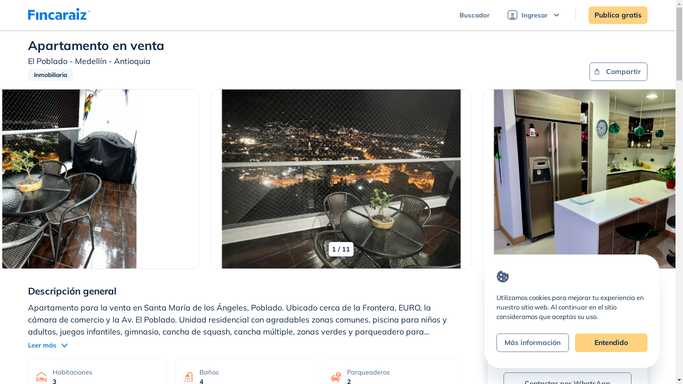 Fincaraiz
Buscador
Ingresar
Publica gratis
Apartamento en venta
El Poblado - Medellín - Antioquia
Inmobiliaria
Compartir
1 / 11
Descripción general
Apartamento para la venta en Santa María de los Ángeles, Poblado. Ubicado cerca de la Frontera, EURO, la
cámara de comercio y la Av. El Poblado. Unidad residencial con agradables zonas comunes, piscina para niños y
adultos, juegos infantiles, gimnasio, cancha de squash, cancha múltiple, zonas verdes y parqueadero para...
Leer más
Habitaciones
3
Baños
4
Parqueaderos
2
Utilizamos cookies para mejorar tu experiencia en
nuestro sitio web. Al continuar en el sitio
consideramos que aceptas su uso.
Más información
Entendido
Contactar por WhatsApp